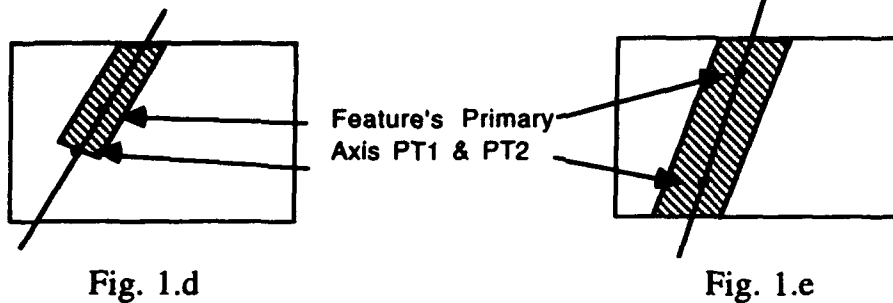 Feature's Primary
Axis PT1 & PT2
Fig. 1.d
Fig. 1.e